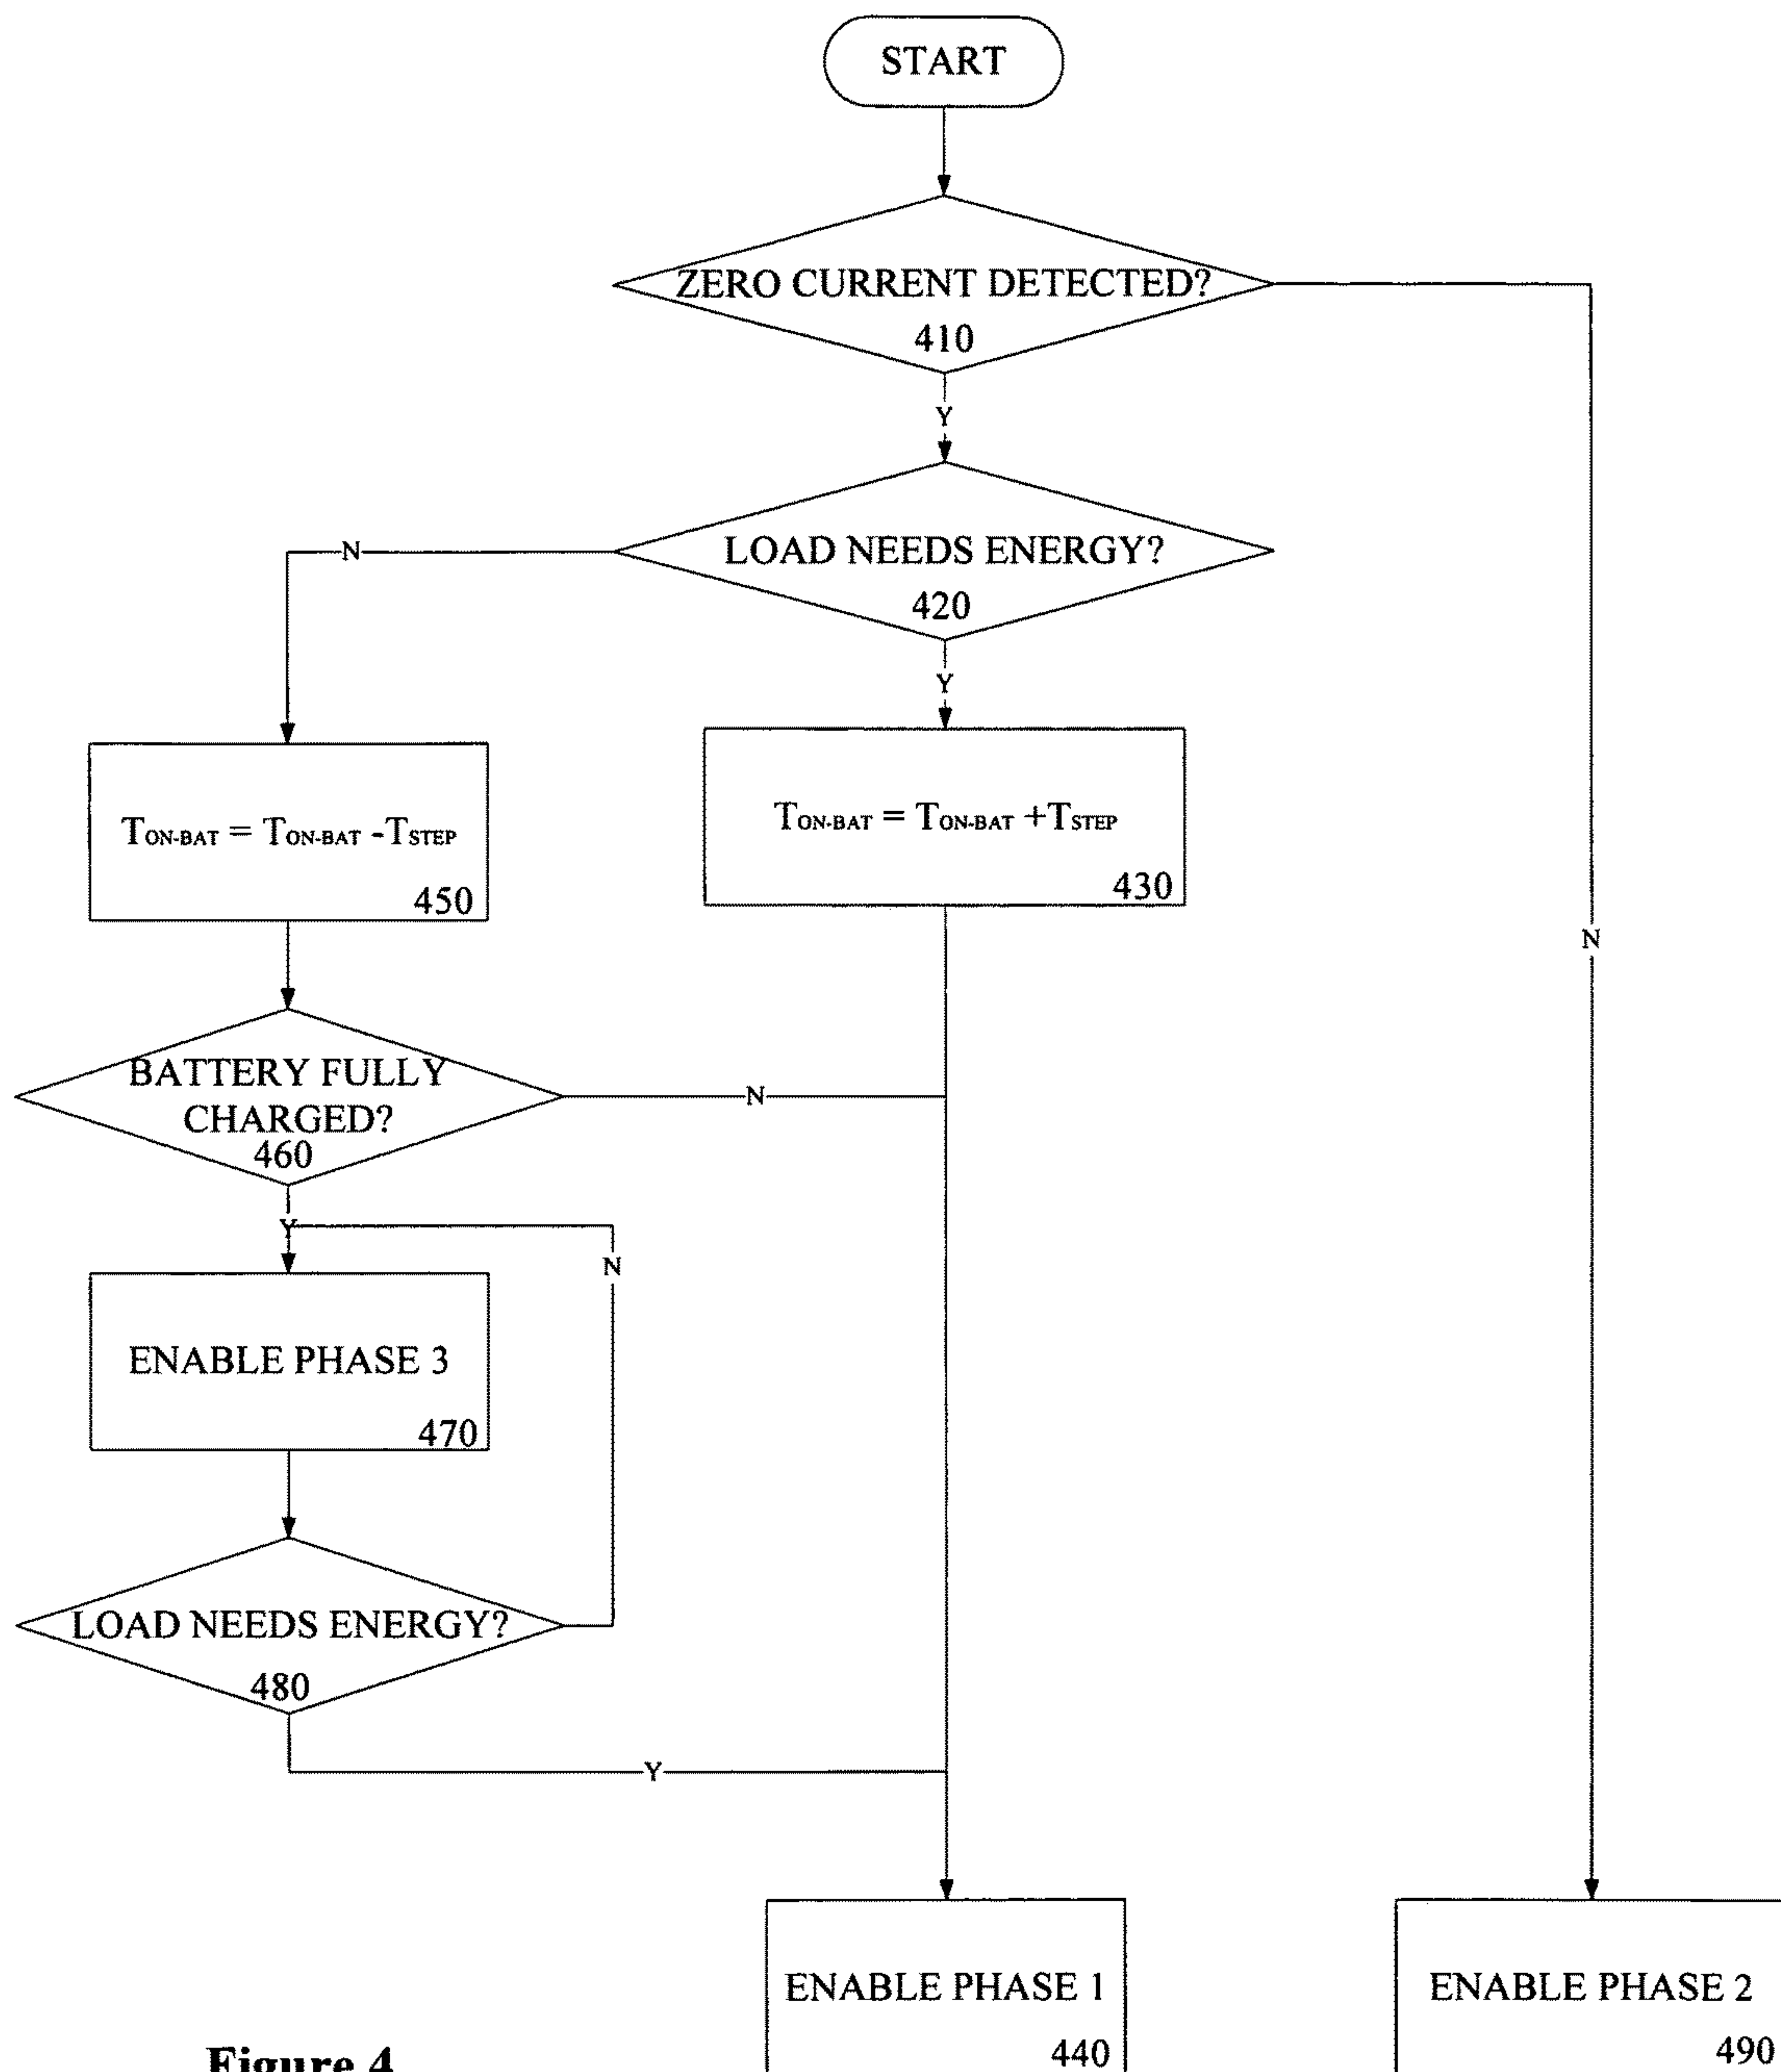 START
ZERO CURRENT DETECTED?
410
Y
LOAD NEEDS ENERGY?
420
N
Y
TON-BAT = TON-BAT -TSTEP
450
TON-BAT = TON-BAT +TSTEP
430
N
BATTERY FULLY
CHARGED?
460
N
Y
N
ENABLE PHASE 3
470
LOAD NEEDS ENERGY?
480
Y
ENABLE PHASE 1
440
ENABLE PHASE 2
490
Figure 4